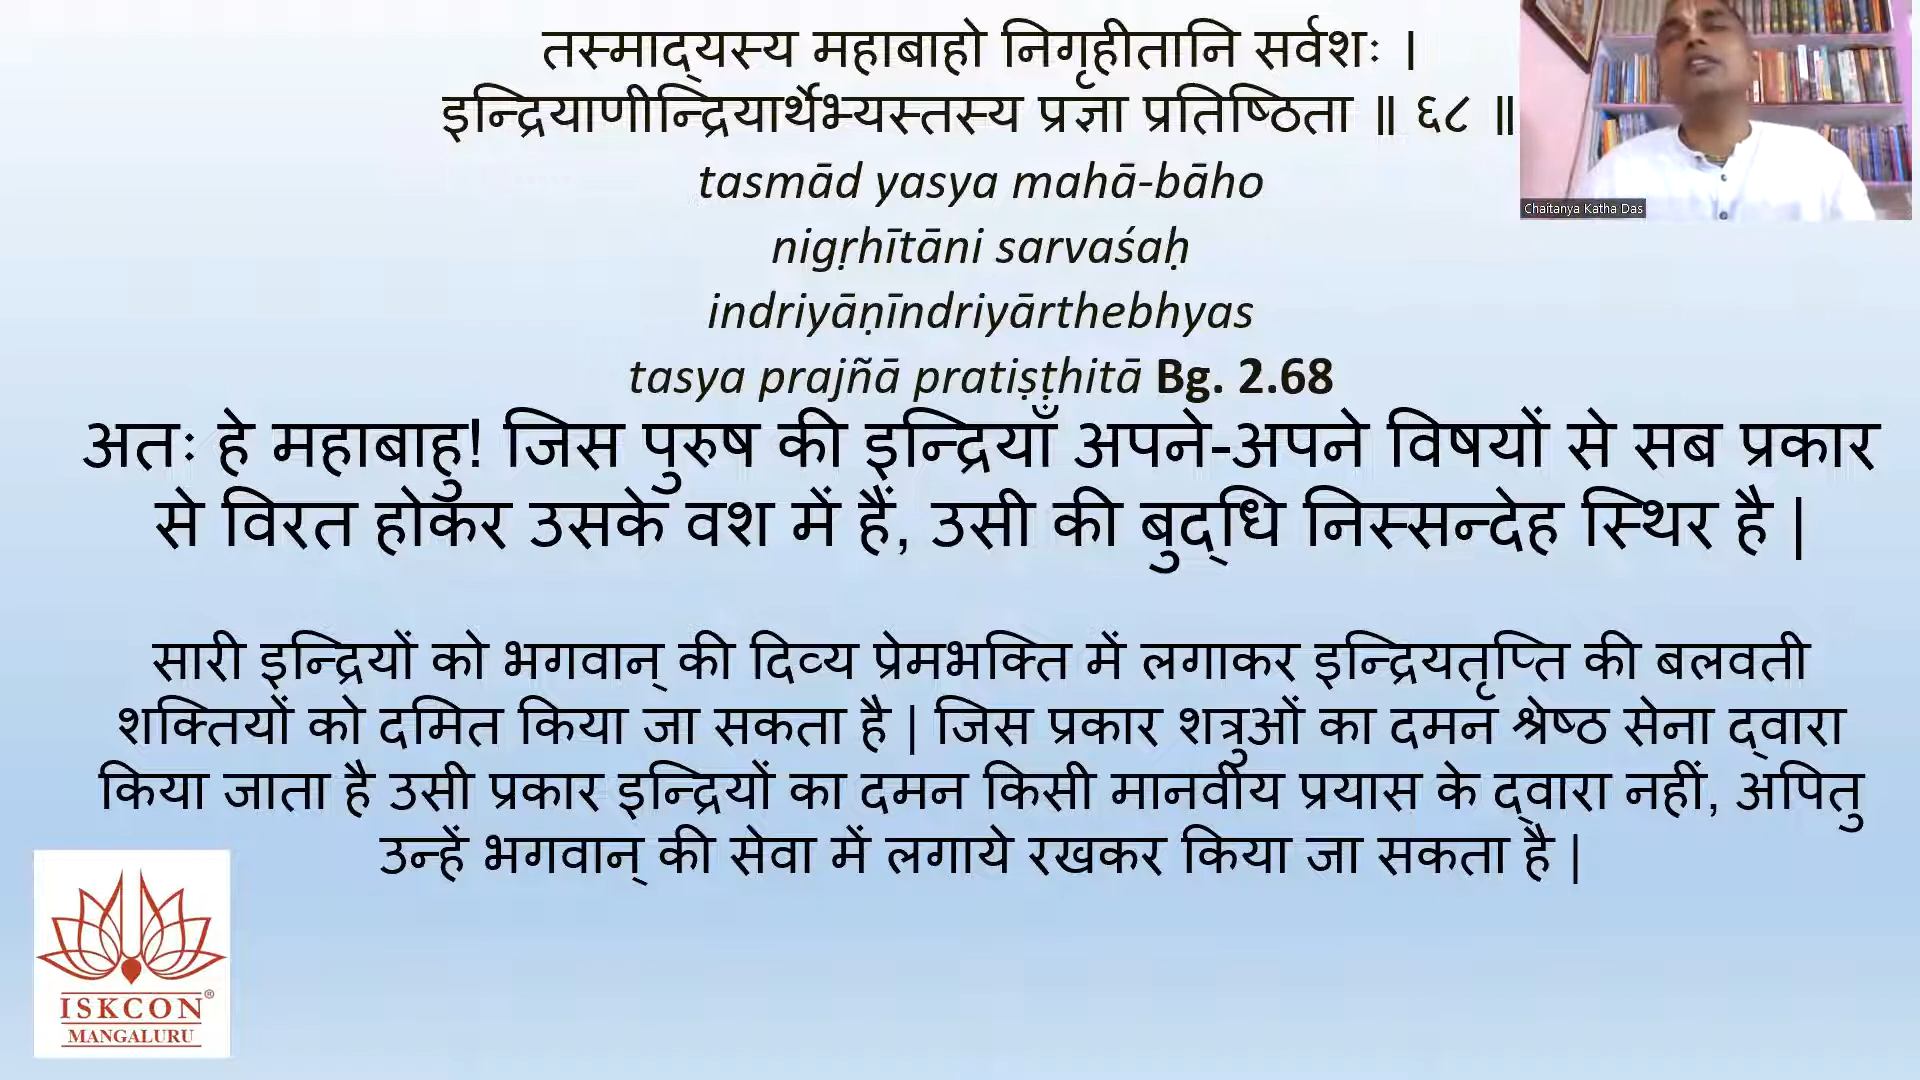 तस्माद्यस्य महाबाहो निगृहीतानि सर्वशः ।
इन्द्रियाणीन्द्रियार्थेभ्यस्तस्य प्रज्ञा प्रतिष्ठिता ॥ ६८ ॥
tasmād yasya mahā-bāho
nigṛhītāni sarvaśaḥ
indriyāṇīndriyārthebhyas
tasya prajñā pratiṣṭhitā Bg. 2.68
Chaitanya Katha Das
अतः हे महाबाहु! जिस पुरुष की इन्द्रियाँ अपने-अपने विषयों से सब प्रकार
से विरत होकर उसके वश में हैं, उसी की बुद्धि निस्सन्देह स्थिर है |
सारी इन्द्रियों को भगवान् की दिव्य प्रेमभक्ति में लगाकर इन्द्रियतृप्ति की बलवती
शक्तियों को दमित किया जा सकता है | जिस प्रकार शत्रुओं का दमन श्रेष्ठ सेना द्वारा
किया जाता है उसी प्रकार इन्द्रियों का दमन किसी मानवीय प्रयास के द्वारा नहीं, अपितु
उन्हें भगवान् की सेवा में लगाये रखकर किया जा सकता है |
ISKCON®
MANGALURU